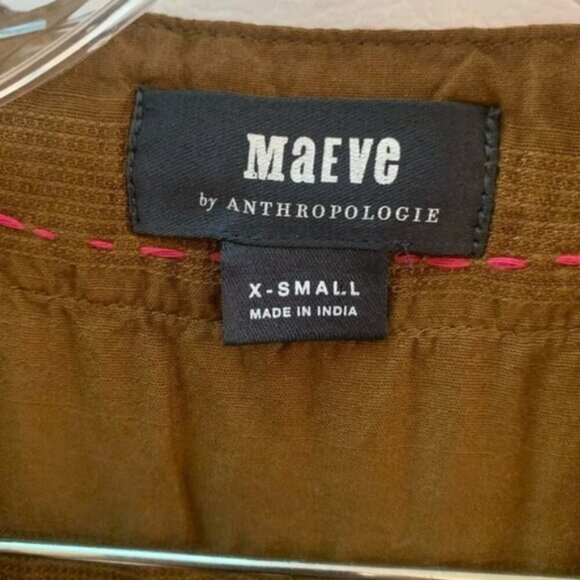 MaEve
by ANTHROPOLOGIE
X-SMALL
MADE IN INDIA